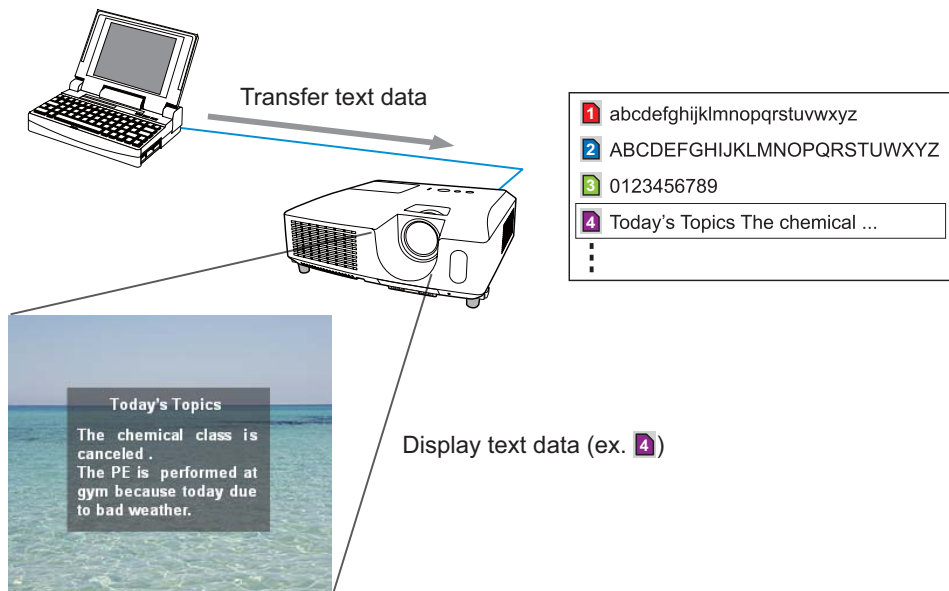 Transfer text data
1 abcdefghijklmnopqrstuvwxyz
2 ABCDEFGHIJKLMNOPQRSTUWXYZ
3 0123456789
4 Today’s Topics The chemical ...
Today's Topics
The chemical class is
canceled .
The PE is performed at
gym because today due
to bad weather.
Display text data (ex. 4)